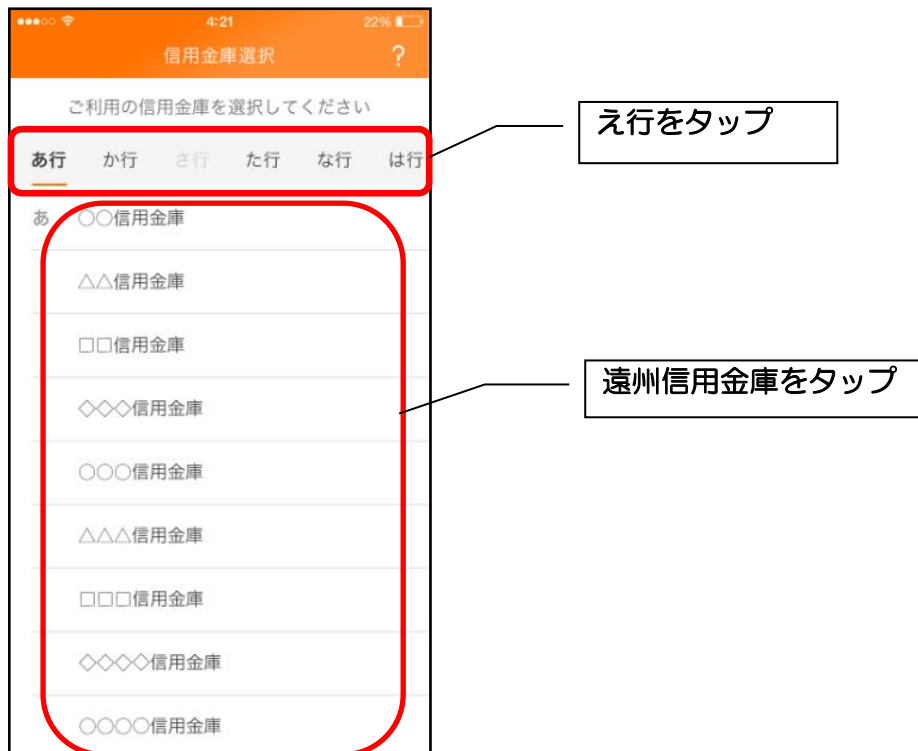 4:21 22%
信用金庫選択 ?
ご利用の信用金庫を選択してください
あ行 か行 さ行 た行 な行 は行
え行をタップ
あ ○○信用金庫
△△信用金庫
□□信用金庫
遠州信用金庫をタップ
◇◇◇信用金庫
○○○信用金庫
△△△信用金庫
□□□信用金庫
◇◇◇◇信用金庫
○○○○信用金庫